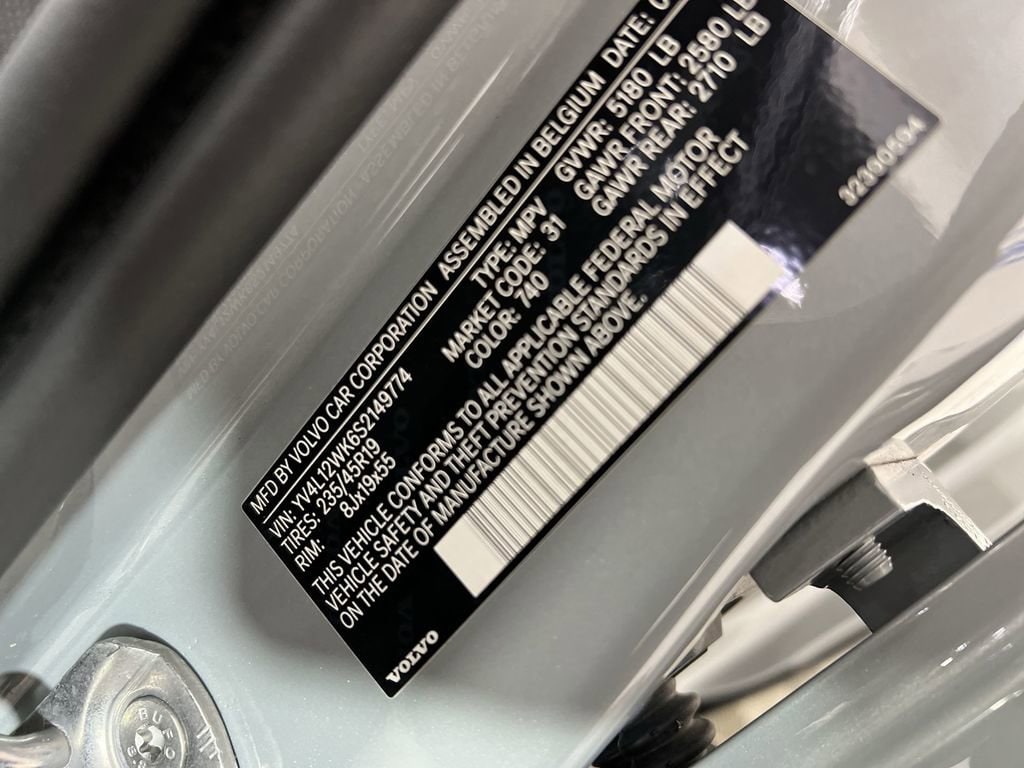 MFD BY VOLVO CAR CORPORATION ASSEMBLED IN BELGIUM DATE: 0
VIN: YV4L12WK6S2149774
TIRES: 235/45R19
RIM: 8Jx19x55
TYPE: MPV
MARKET CODE: 31
COLOR: 740
GVWR: 5180 LB
GAWR FRONT: 2580 LB
GAWR REAR: 2710 LB
THIS VEHICLE CONFORMS TO ALL APPLICABLE FEDERAL MOTOR
VEHICLE SAFETY AND THEFT PREVENTION STANDARDS IN EFFECT
ON THE DATE OF MANUFACTURE SHOWN ABOVE.
VOLVO
BUFO